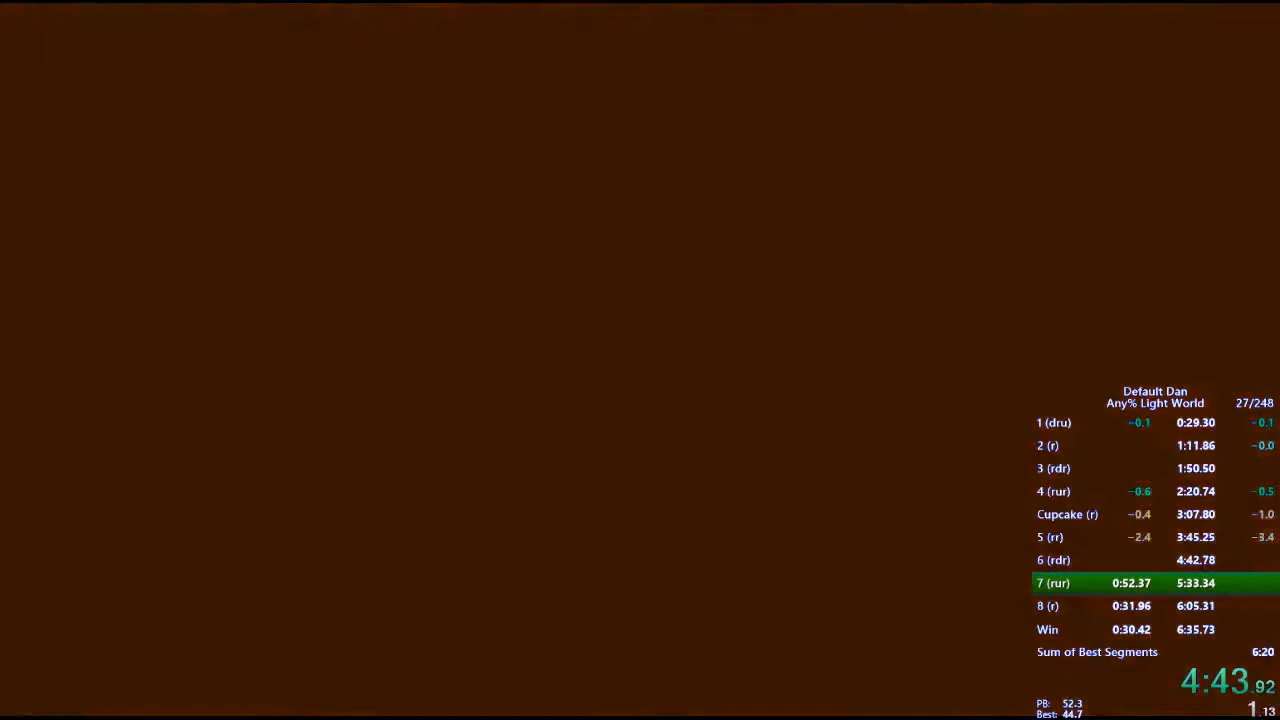 Default Dan
Any% Light World 27/248
1 (dru) −0.1 0:29.30 −0.1
2 (r) 1:11.86 −0.0
3 (rdr) 1:50.50
4 (rur) −0.6 2:20.74 −0.5
Cupcake (r) −0.4 3:07.80 −1.0
5 (rr) −2.4 3:45.25 −3.4
6 (rdr) 4:42.78
7 (rur) 0:52.37 5:33.34
8 (r) 0:31.96 6:05.31
Win 0:30.42 6:35.73
Sum of Best Segments 6:20
4:43.92
PB: 52.3
Best: 44.7 1.13